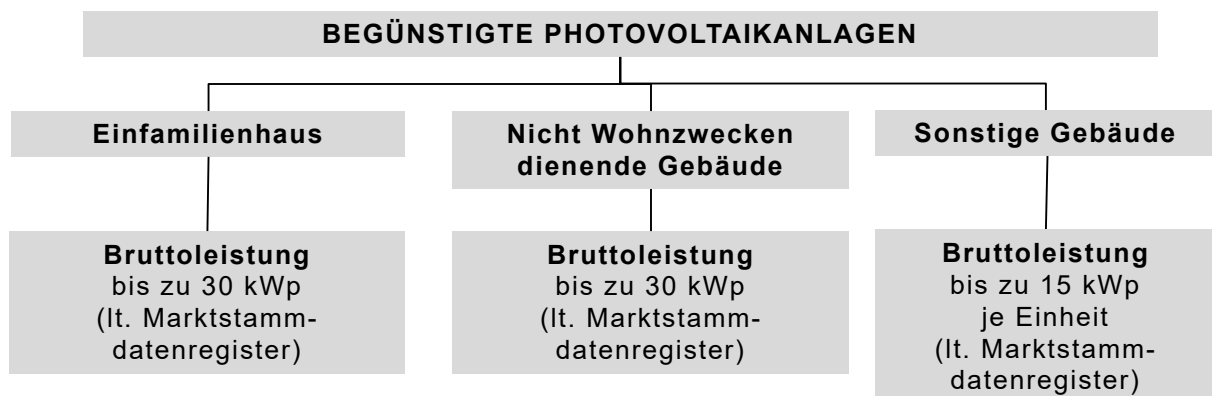 BEGÜNSTIGTE PHOTOVOLTAIKANLAGEN
Einfamilienhaus
Nicht Wohnzwecken
dienende Gebäude
Sonstige Gebäude
Bruttoleistung
bis zu 30 kWp
(lt. Marktstamm-
datenregister)
Bruttoleistung
bis zu 30 kWp
(lt. Marktstamm-
datenregister)
Bruttoleistung
bis zu 15 kWp
je Einheit
(lt. Marktstamm-
datenregister)